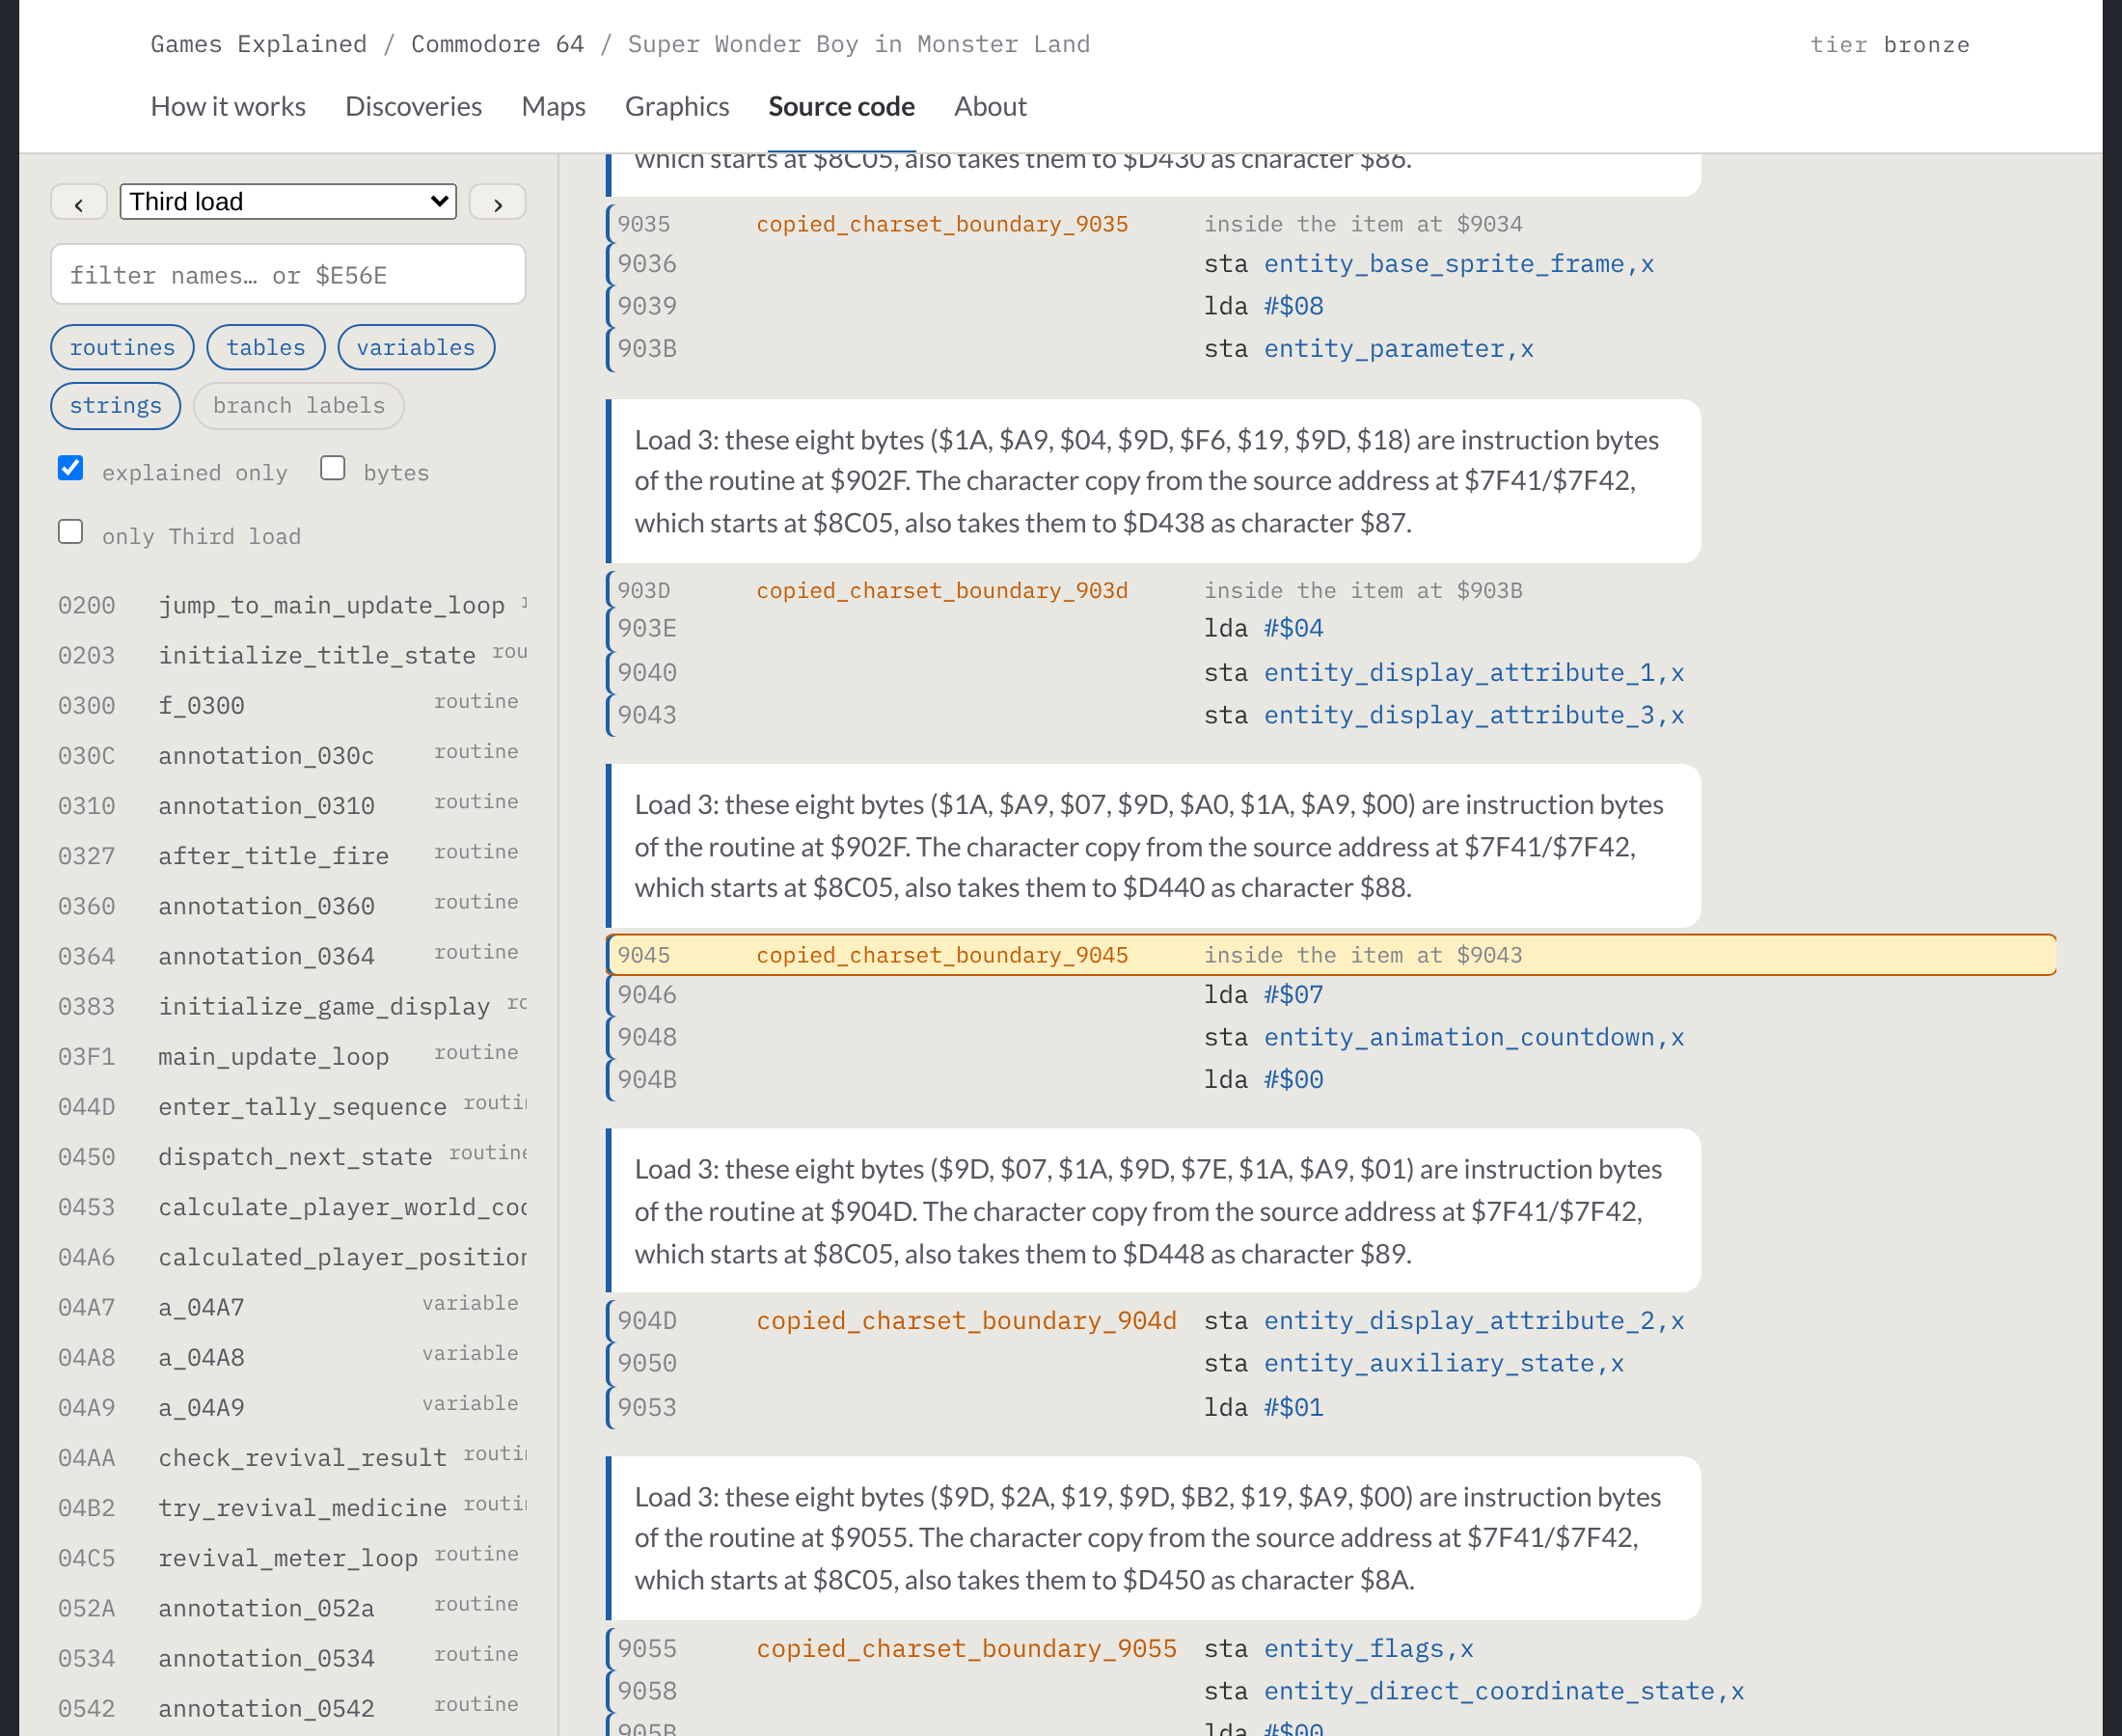 Games Explained / Commodore 64 / Super Wonder Boy in Monster Land
tier bronze
How it works Discoveries Maps Graphics Source code About
‹ Third load ›
filter names… or $E56E
routines tables variables
strings branch labels
explained only bytes
only Third load
0200 jump_to_main_update_loop
0203 initialize_title_state rou
0300 f_0300 routine
030C annotation_030c routine
0310 annotation_0310 routine
0327 after_title_fire routine
0360 annotation_0360 routine
0364 annotation_0364 routine
0383 initialize_game_display ro
03F1 main_update_loop routine
044D enter_tally_sequence routi
0450 dispatch_next_state routine
0453 calculate_player_world_coo
04A6 calculated_player_position
04A7 a_04A7 variable
04A8 a_04A8 variable
04A9 a_04A9 variable
04AA check_revival_result routi
04B2 try_revival_medicine routi
04C5 revival_meter_loop routine
052A annotation_052a routine
0534 annotation_0534 routine
0542 annotation_0542 routine
which starts at $8C05, also takes them to $D430 as character $86.
9035 copied_charset_boundary_9035 inside the item at $9034
9036 sta entity_base_sprite_frame,x
9039 lda #$08
903B sta entity_parameter,x
Load 3: these eight bytes ($1A, $A9, $04, $9D, $F6, $19, $9D, $18) are instruction bytes
of the routine at $902F. The character copy from the source address at $7F41/$7F42,
which starts at $8C05, also takes them to $D438 as character $87.
903D copied_charset_boundary_903d inside the item at $903B
903E lda #$04
9040 sta entity_display_attribute_1,x
9043 sta entity_display_attribute_3,x
Load 3: these eight bytes ($1A, $A9, $07, $9D, $A0, $1A, $A9, $00) are instruction bytes
of the routine at $902F. The character copy from the source address at $7F41/$7F42,
which starts at $8C05, also takes them to $D440 as character $88.
9045 copied_charset_boundary_9045 inside the item at $9043
9046 lda #$07
9048 sta entity_animation_countdown,x
904B lda #$00
Load 3: these eight bytes ($9D, $07, $1A, $9D, $7E, $1A, $A9, $01) are instruction bytes
of the routine at $904D. The character copy from the source address at $7F41/$7F42,
which starts at $8C05, also takes them to $D448 as character $89.
904D copied_charset_boundary_904d sta entity_display_attribute_2,x
9050 sta entity_auxiliary_state,x
9053 lda #$01
Load 3: these eight bytes ($9D, $2A, $19, $9D, $B2, $19, $A9, $00) are instruction bytes
of the routine at $9055. The character copy from the source address at $7F41/$7F42,
which starts at $8C05, also takes them to $D450 as character $8A.
9055 copied_charset_boundary_9055 sta entity_flags,x
9058 sta entity_direct_coordinate_state,x
905B lda #$00